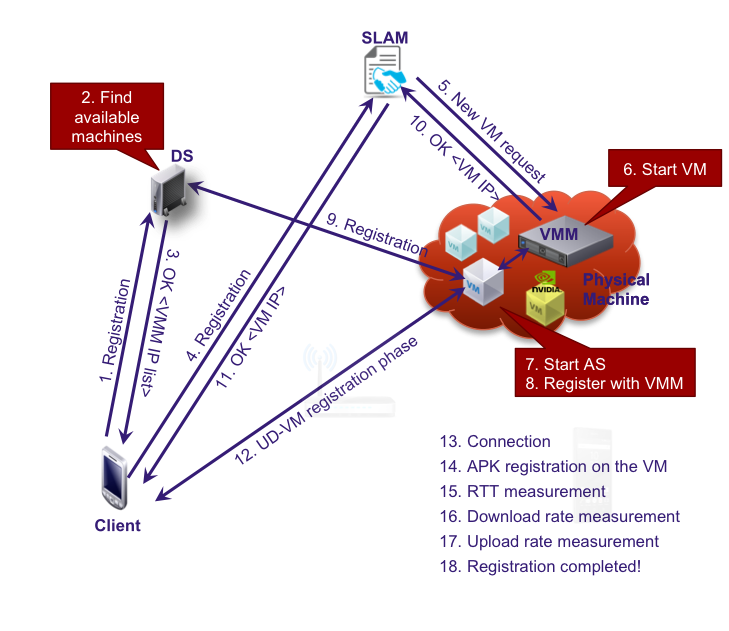 SLAM
2. Find
available
machines
DS
5. New VM request
10. OK <VM IP>
6. Start VM
9. Registration
VMM
VM
VM
VM
VM
NVIDIA
Physical
Machine
1. Registration
3. OK <VMM IP list>
4. Registration
11. OK <VM IP>
12. UD-VM registration phase
7. Start AS
8. Register with VMM
Client
13. Connection
14. APK registration on the VM
15. RTT measurement
16. Download rate measurement
17. Upload rate measurement
18. Registration completed!